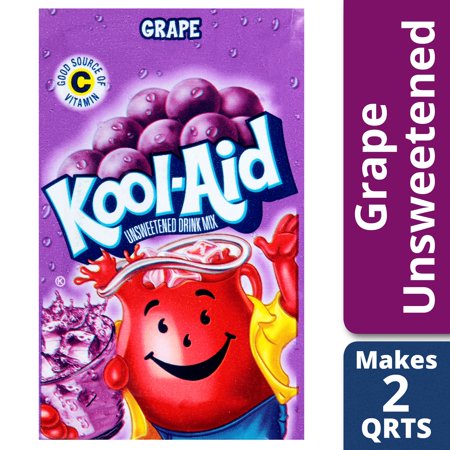 GRAPE
GOOD SOURCE OF
C
VITAMIN
Kool-Aid
UNSWEETENED DRINK MIX
K
Grape
Unsweetened
Makes
2
QRTS